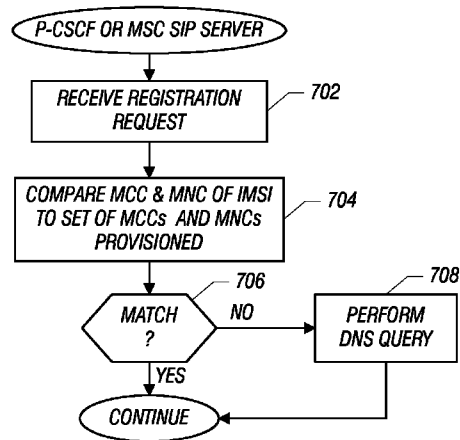 P-CSCF OR MSC SIP SERVER
RECEIVE REGISTRATION
REQUEST
702
COMPARE MCC & MNC OF IMSI
TO SET OF MCCs AND MNCs
PROVISIONED
704
706
MATCH
?
NO
708
PERFORM
DNS QUERY
YES
CONTINUE